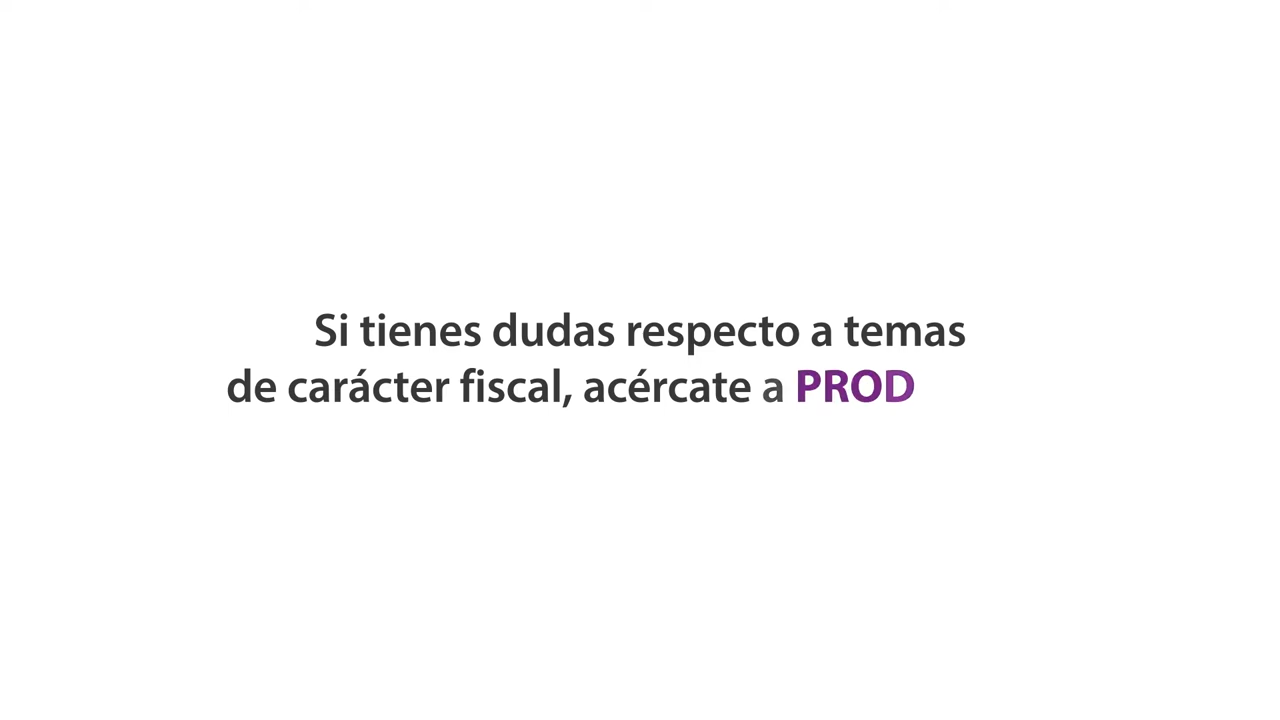 Si tienes dudas respecto a temas
de carácter fiscal, acércate a PROD